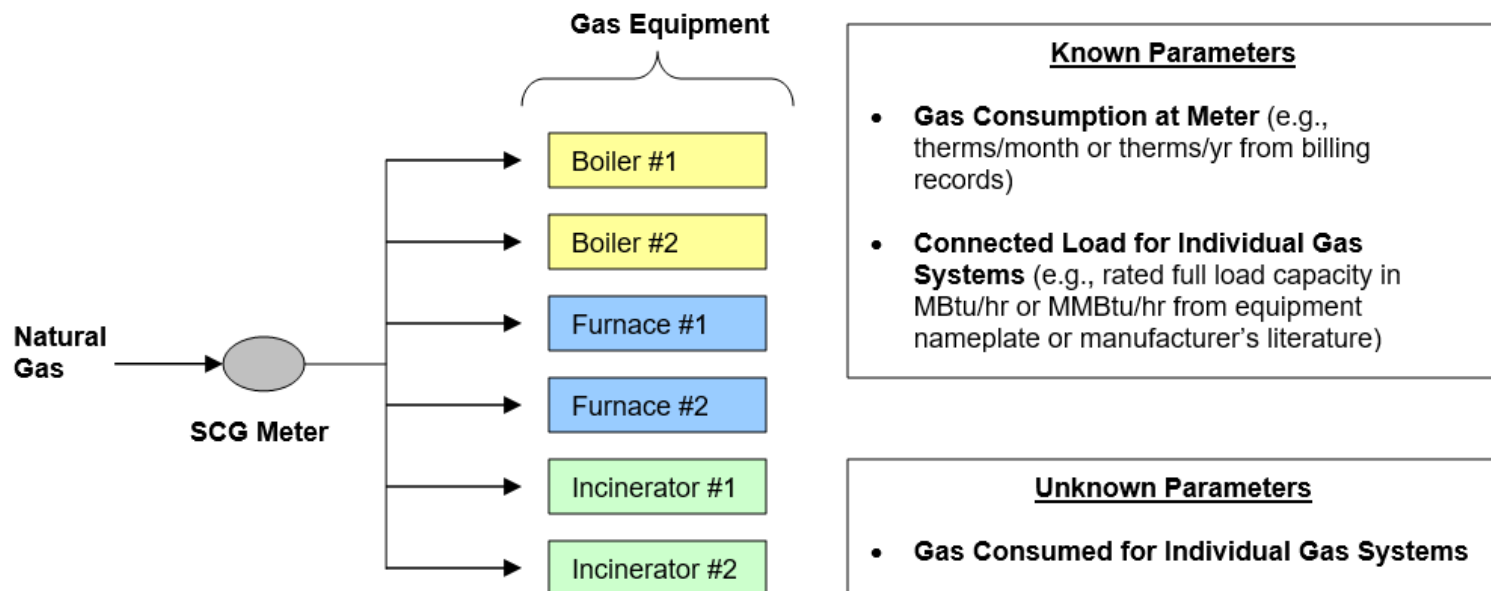 Gas Equipment
Boiler #1
Boiler #2
Furnace #1
Furnace #2
Incinerator #1
Incinerator #2
Natural
Gas
SCG Meter
Known Parameters
• Gas Consumption at Meter (e.g.,
therms/month or therms/yr from billing
records)
• Connected Load for Individual Gas
Systems (e.g., rated full load capacity in
MBtu/hr or MMBtu/hr from equipment
nameplate or manufacturer’s literature)
Unknown Parameters
• Gas Consumed for Individual Gas Systems